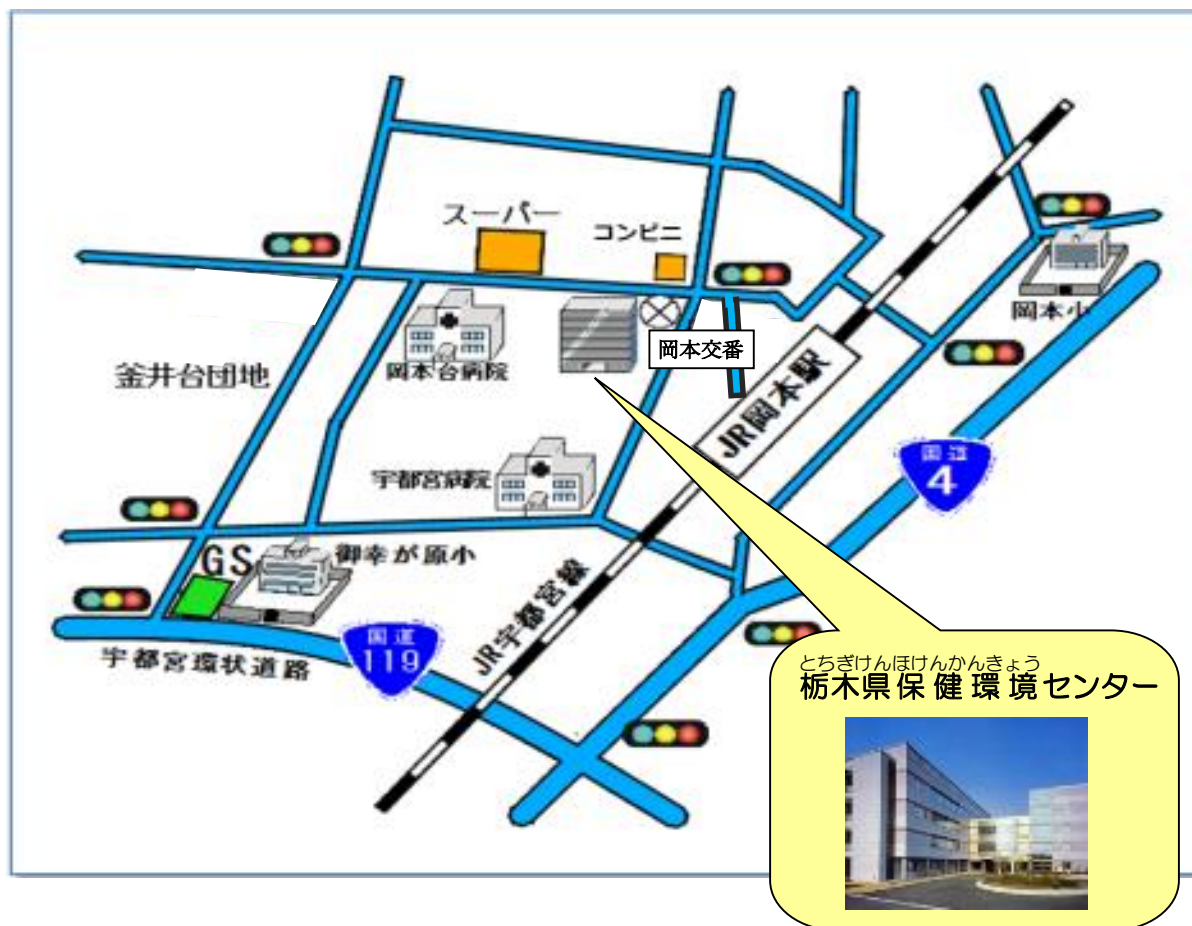 スーパー
コンビニ
岡本小
岡本交番
釜井台団地
岡本台病院
JR岡本駅
国道
4
宇都宮病院
GS
御幸が原小
JR宇都宮線
国道
119
宇都宮環状道路
とちぎけんほけんかんきょう
栃木県保健環境センター